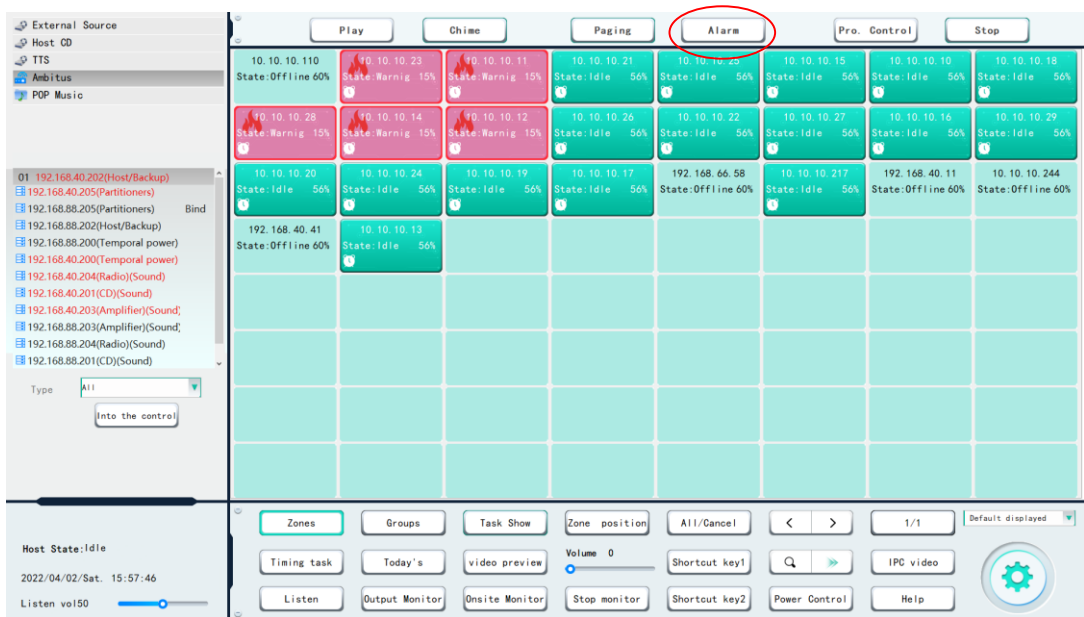 External Source
Host CD
TTS
Ambitus
POP Music
01 192.168.40.202(Host/Backup)
192.168.40.205(Partitioners)
192.168.88.205(Partitioners) Bind
192.168.88.202(Host/Backup)
192.168.88.200(Temporal power)
192.168.40.200(Temporal power)
192.168.40.204(Radio)(Sound)
192.168.40.201(CD)(Sound)
192.168.40.203(Amplifier)(Sound)
192.168.88.203(Amplifier)(Sound)
192.168.88.204(Radio)(Sound)
192.168.88.201(CD)(Sound)
Type All
Into the control
Host State:Idle
2022/04/02/Sat. 15:57:46
Listen vol50
Play Chime Paging Alarm Pro. Control Stop
10.10.10.110 10.10.10.23 10.10.10.11 10.10.10.21 10.10.10.25 10.10.10.15 10.10.10.10 10.10.10.18
State:Offline 60% State:Warnig 15% State:Warnig 15% State:Idle 56% State:Idle 56% State:Idle 56% State:Idle 56% State:Idle 56%
10.10.10.28 10.10.10.14 10.10.10.12 10.10.10.26 10.10.10.22 10.10.10.27 10.10.10.16 10.10.10.29
State:Warnig 15% State:Warnig 15% State:Warnig 15% State:Idle 56% State:Idle 56% State:Idle 56% State:Idle 56% State:Idle 56%
10.10.10.20 10.10.10.24 10.10.10.19 10.10.10.17 192.168.66.58 10.10.10.217 192.168.40.11 10.10.10.244
State:Idle 56% State:Idle 56% State:Idle 56% State:Idle 56% State:Offline 60% State:Idle 56% State:Offline 60% State:Offline 60%
192.168.40.41 10.10.10.13
State:Offline 60% State:Idle 56%
Zones Groups Task Show Zone position All/Cancel < > 1/1 Default displayed
Timing task Today's video preview Volume 0 Shortcut key1 IPC video
Listen Output Monitor Onsite Monitor Stop monitor Shortcut key2 Power Control Help